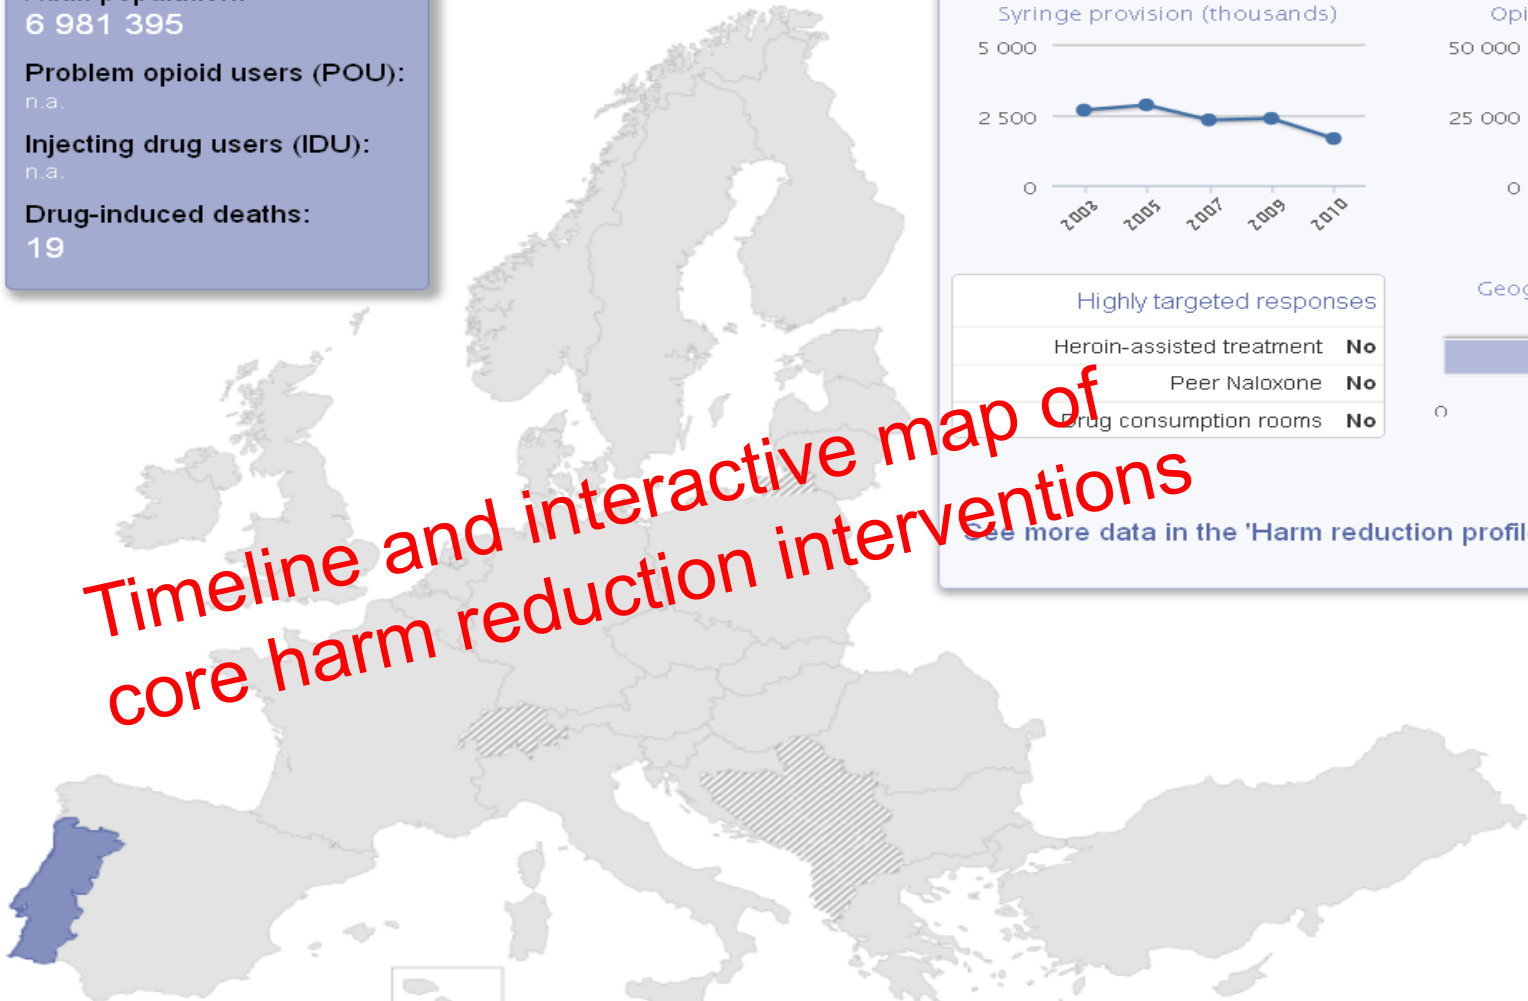 6 981 395
Problem opioid users (POU):
n.a.
Injecting drug users (IDU):
n.a.
Drug-induced deaths:
19
Syringe provision (thousands)
5 000
2 500
0
2003 2005 2007 2009 2010
Opi
50 000
25 000
0
Highly targeted responses
Heroin-assisted treatment No
Peer Naloxone No
Drug consumption rooms No
Geog
0
See more data in the 'Harm reduction profil
Timeline and interactive map of
core harm reduction interventions